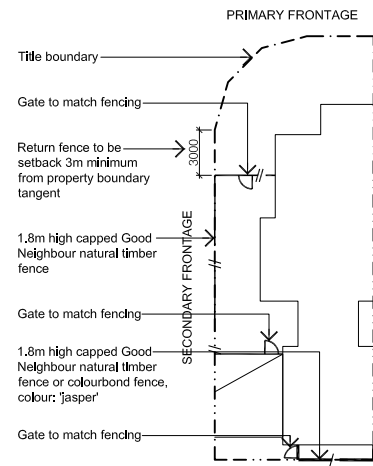 PRIMARY FRONTAGE
Title boundary
Gate to match fencing
Return fence to be
setback 3m minimum
from property boundary
tangent
3000
1.8m high capped Good
Neighbour natural timber
fence
SECONDARY FRONTAGE
Gate to match fencing
1.8m high capped Good
Neighbour natural timber
fence or colourbond fence,
colour: 'jasper'
Gate to match fencing